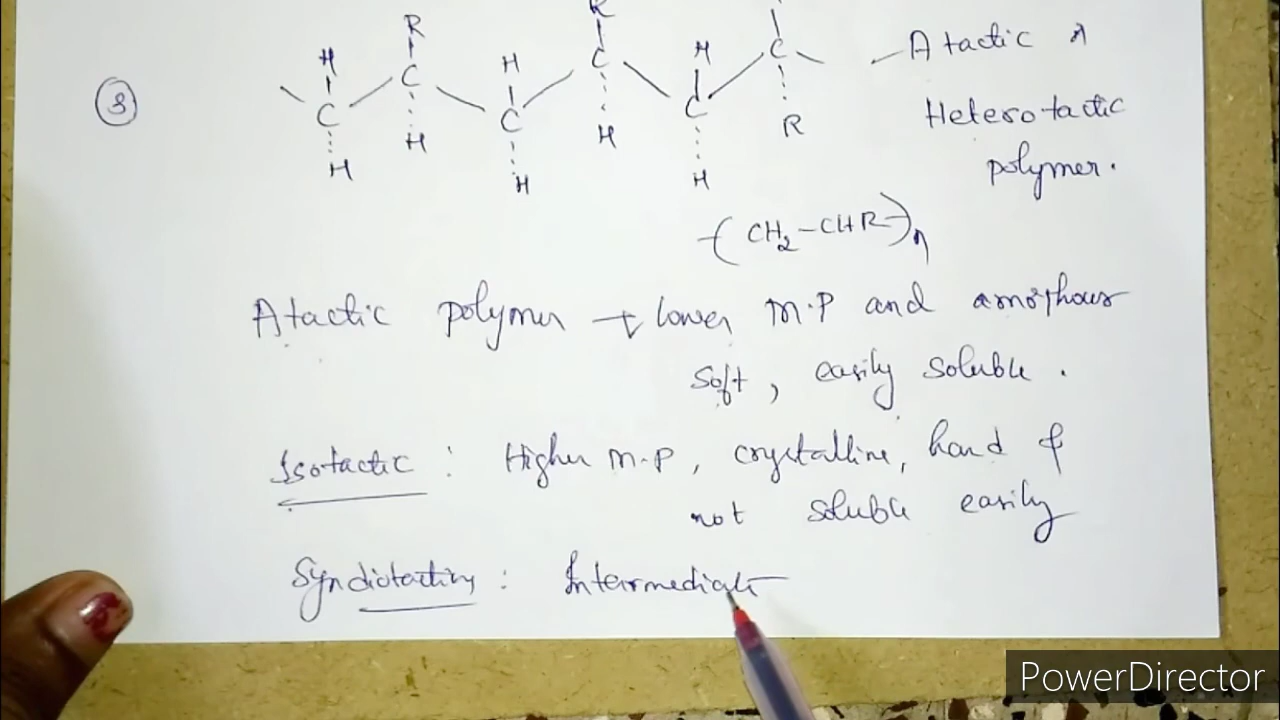 R
R
H H H C
C C C — Atactic
(3) C C C
H H H R
H H H
Heterotactic
polymer.
-(CH2-CHR-)n
Atactic polymer → Lower M.P and amorphous
Soft, easily soluble.
Isotactic : Higher M.P, crystalline, hard &
not soluble easily
Syndiotactic : Intermediate
PowerDirector